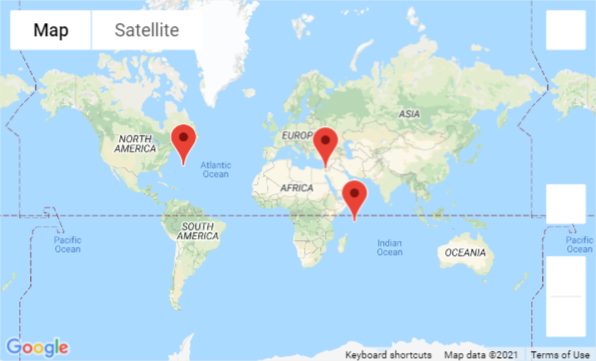 Map
Satellite
ASIA
NORTH
AMERICA
EUROP
Atlantic
Ocean
AFRICA
SOUTH
AMERICA
Pacific
Ocean
Indian
Ocean
OCEANIA
Pacific
Ocean
Google
Keyboard shortcuts
Map data ©2021
Terms of Use